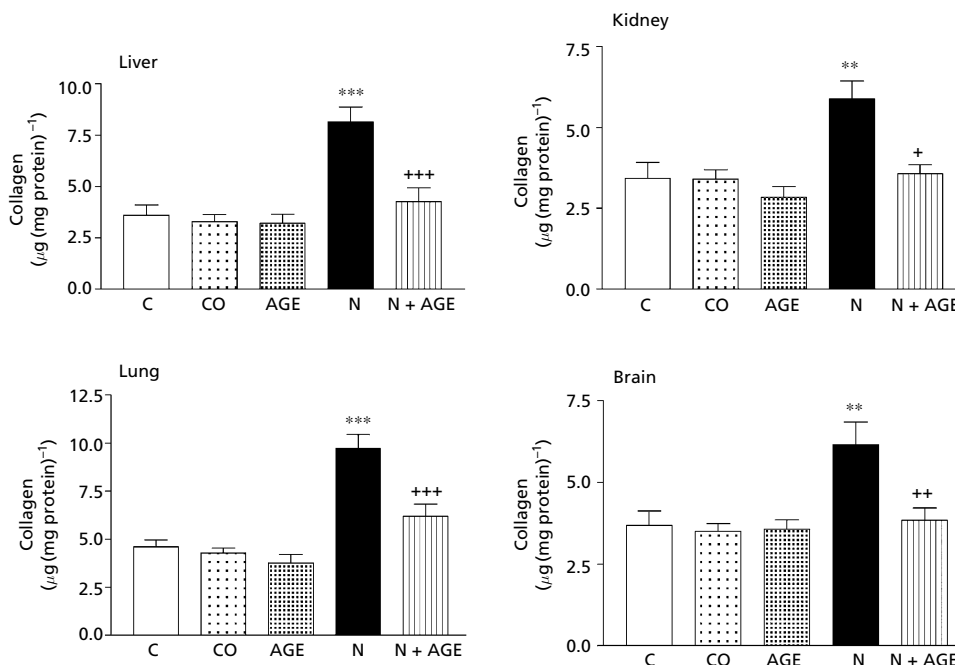 Liver
Collagen
(μg (mg protein)⁻¹)
10.0
7.5
5.0
2.5
0.0
***
+++
C CO AGE N N + AGE
Kidney
Collagen
(μg (mg protein)⁻¹)
7.5
5.0
2.5
0.0
**
+
C CO AGE N N + AGE
Lung
Collagen
(μg (mg protein)⁻¹)
12.5
10.0
7.5
5.0
2.5
0.0
***
+++
C CO AGE N N + AGE
Brain
Collagen
(μg (mg protein)⁻¹)
7.5
5.0
2.5
0.0
**
++
C CO AGE N N + AGE